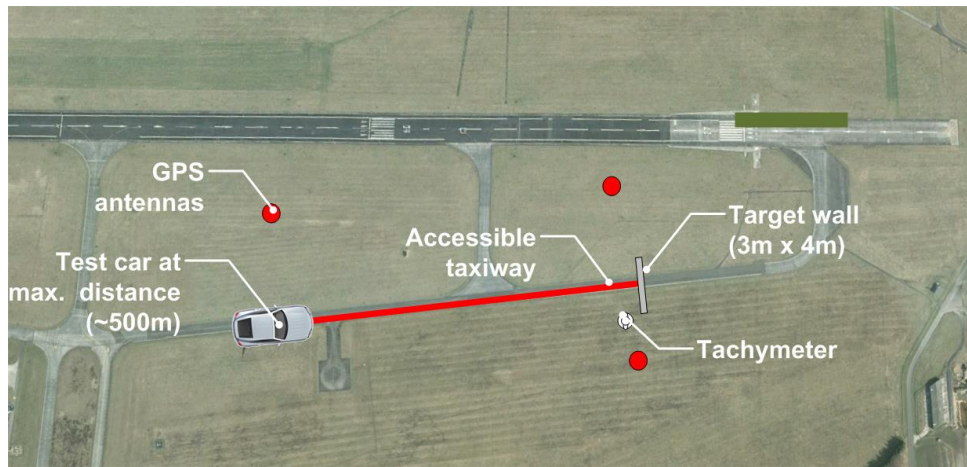 GPS
antennas
Test car at
max.  distance
(~500m)
Accessible
taxiway
Target wall
(3m x 4m)
Tachymeter